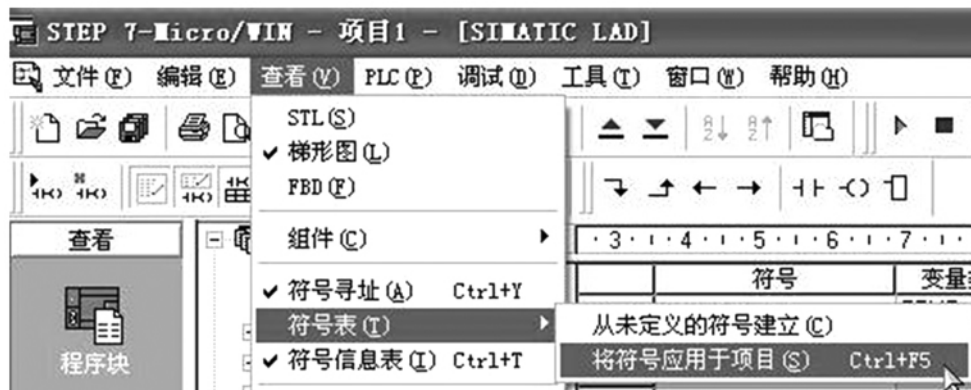 STEP 7-Micro/WIN - 项目1 - [SIMATIC LAD]
文件(F) 编辑(E) 查看(V) PLC(P) 调试(D) 工具(T) 窗口(W) 帮助(H)
STL(S)
梯形图(L)
FBD(F)
查看
组件(C)
·3·ı·4·ı·5·ı·6·ı·7·ı·
符号
符号寻址(A) Ctrl+Y
符号表(T)
从未定义的符号建立(C)
程序块
符号信息表(I) Ctrl+T
将符号应用于项目(S) Ctrl+F5